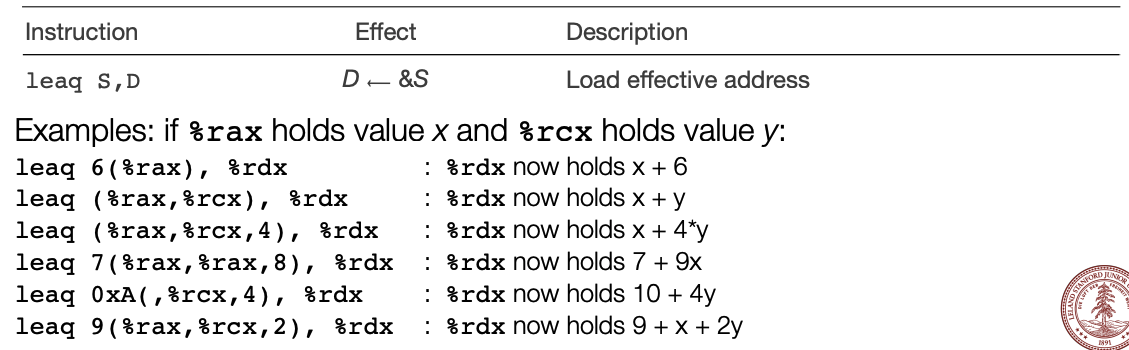 Instruction Effect Description
leaq S,D D ← &S Load effective address
Examples: if %rax holds value x and %rcx holds value y:
leaq 6(%rax), %rdx : %rdx now holds x + 6
leaq (%rax,%rcx), %rdx : %rdx now holds x + y
leaq (%rax,%rcx,4), %rdx : %rdx now holds x + 4*y
leaq 7(%rax,%rax,8), %rdx : %rdx now holds 7 + 9x
leaq 0xA(,%rcx,4), %rdx : %rdx now holds 10 + 4y
leaq 9(%rax,%rcx,2), %rdx : %rdx now holds 9 + x + 2y
LELAND STANFORD JUNIOR
1891